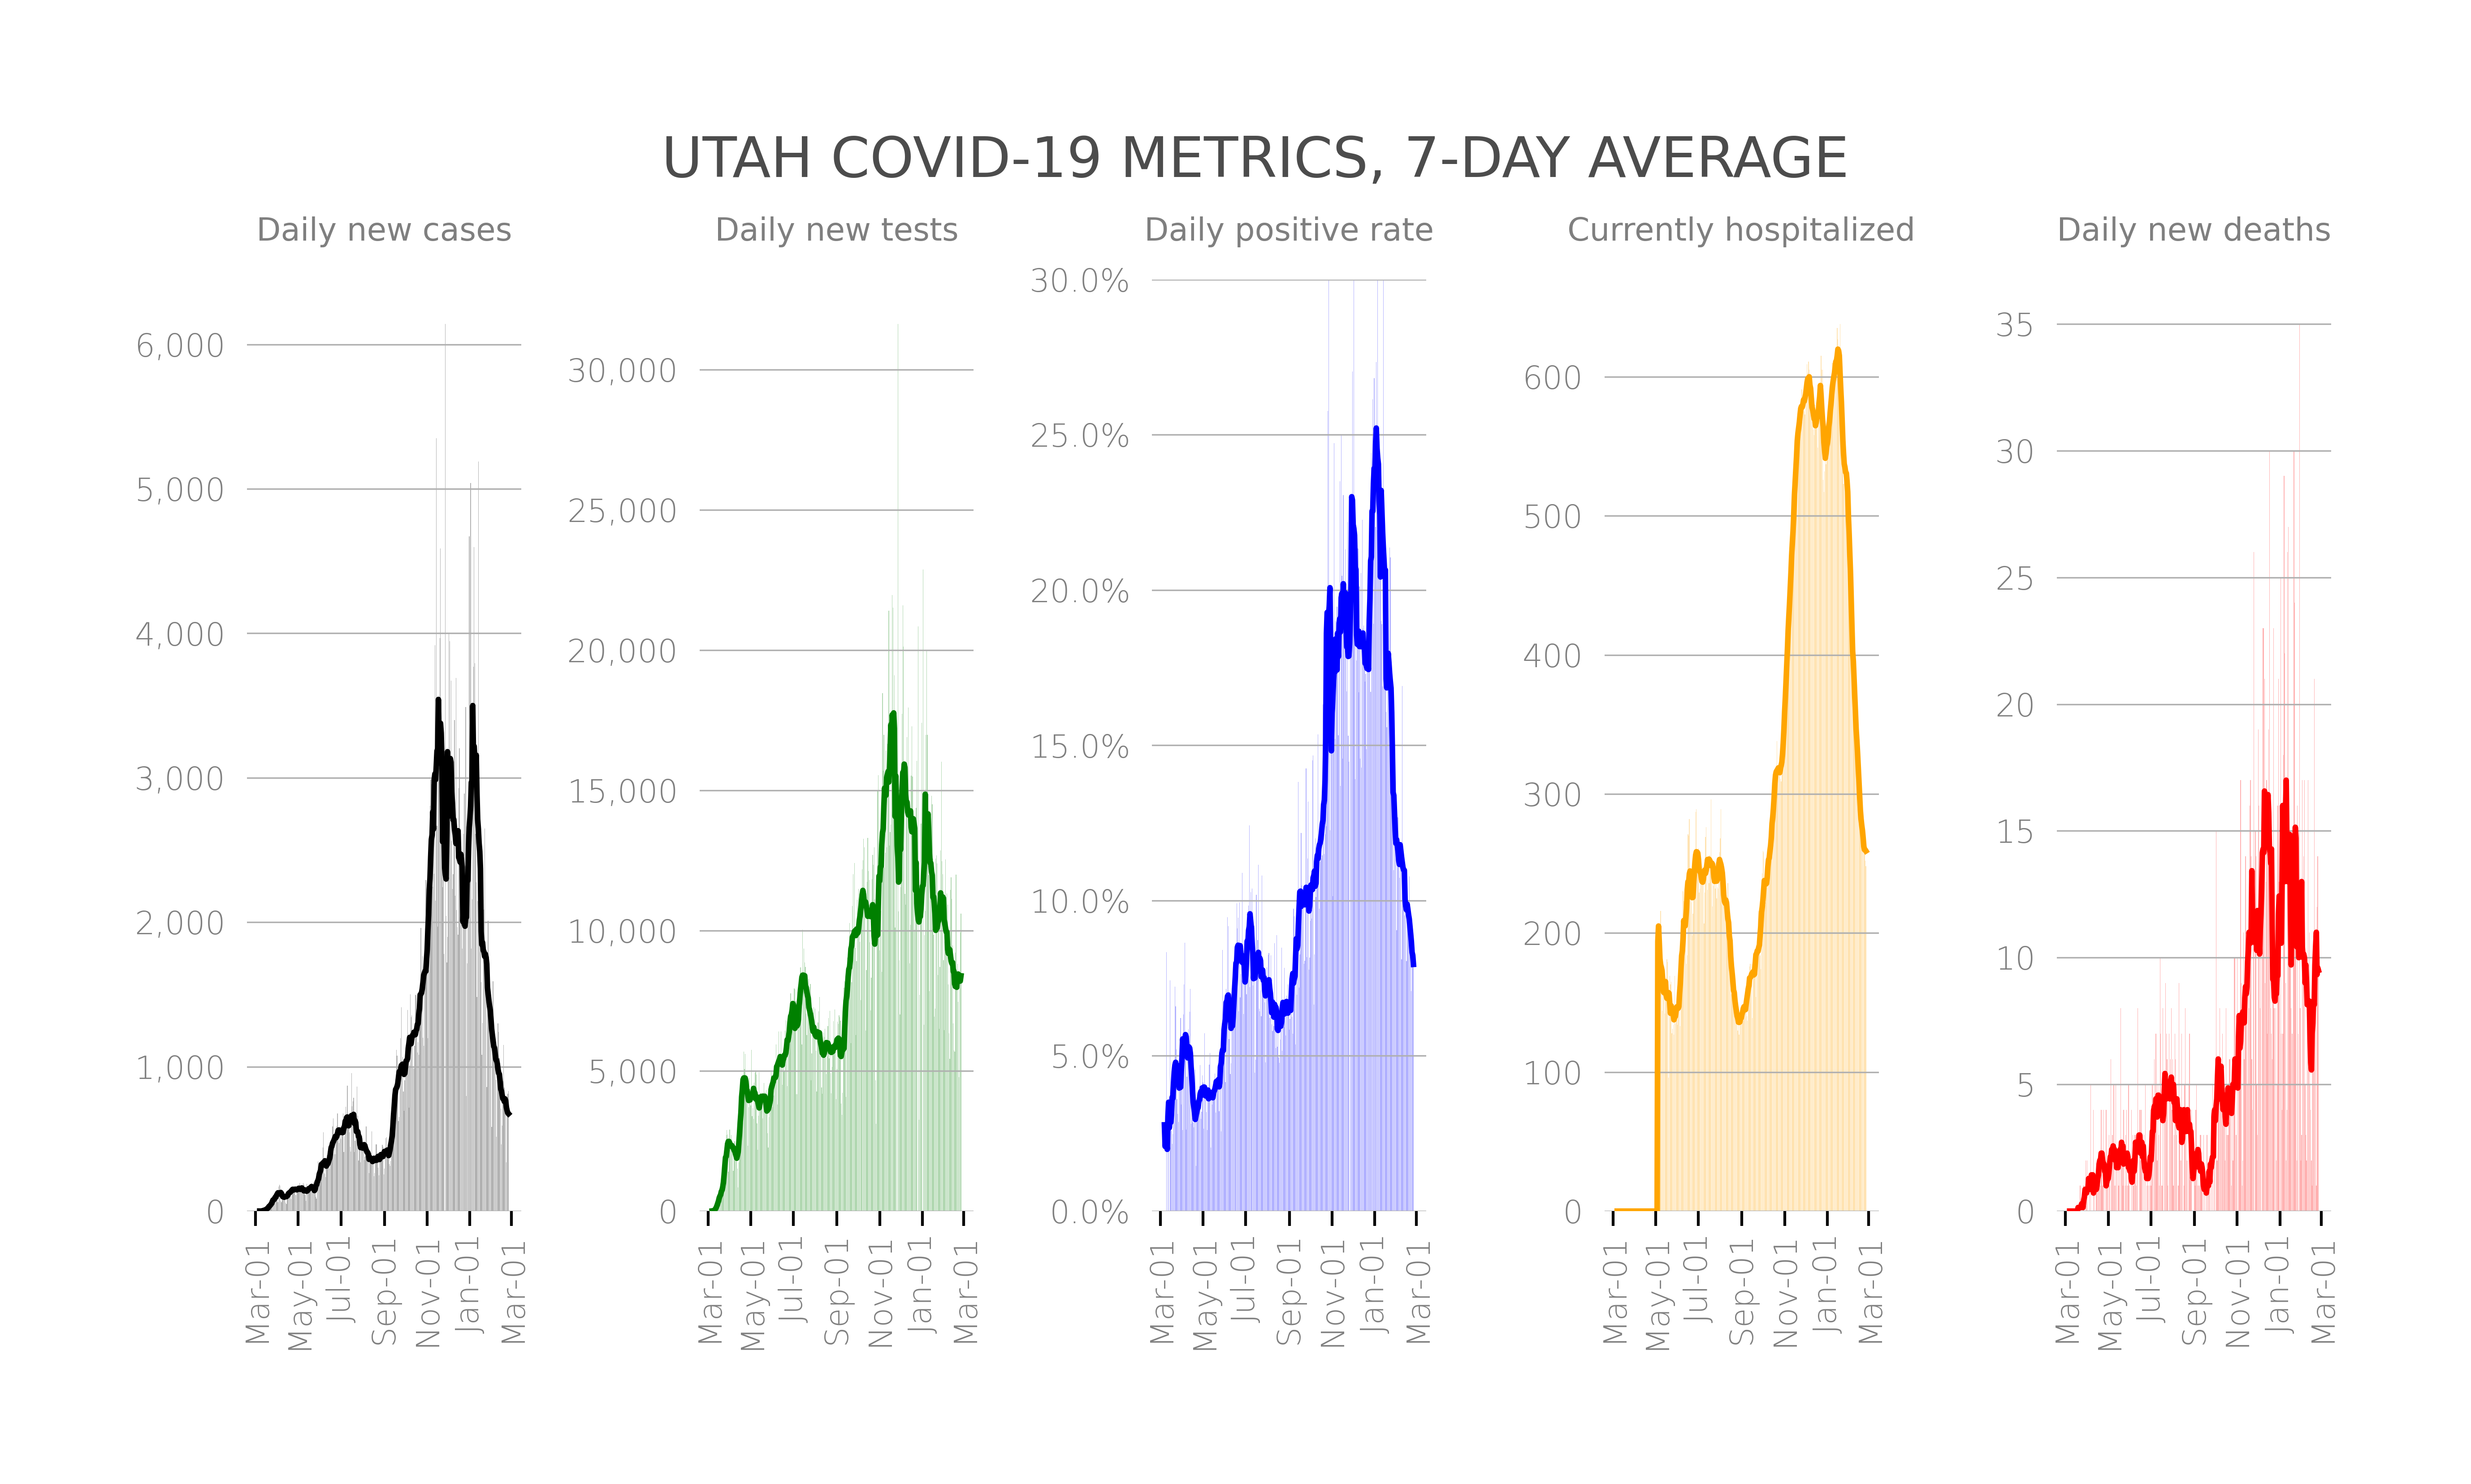 UTAH COVID-19 METRICS, 7-DAY AVERAGE
Daily new cases
6,000
5,000
4,000
3,000
2,000
1,000
0
Mar-01
May-01
Jul-01
Sep-01
Nov-01
Jan-01
Mar-01
Daily new tests
30,000
25,000
20,000
15,000
10,000
5,000
0
Mar-01
May-01
Jul-01
Sep-01
Nov-01
Jan-01
Mar-01
Daily positive rate
30.0%
25.0%
20.0%
15.0%
10.0%
5.0%
0.0%
Mar-01
May-01
Jul-01
Sep-01
Nov-01
Jan-01
Mar-01
Currently hospitalized
600
500
400
300
200
100
0
Mar-01
May-01
Jul-01
Sep-01
Nov-01
Jan-01
Mar-01
Daily new deaths
35
30
25
20
15
10
5
0
Mar-01
May-01
Jul-01
Sep-01
Nov-01
Jan-01
Mar-01